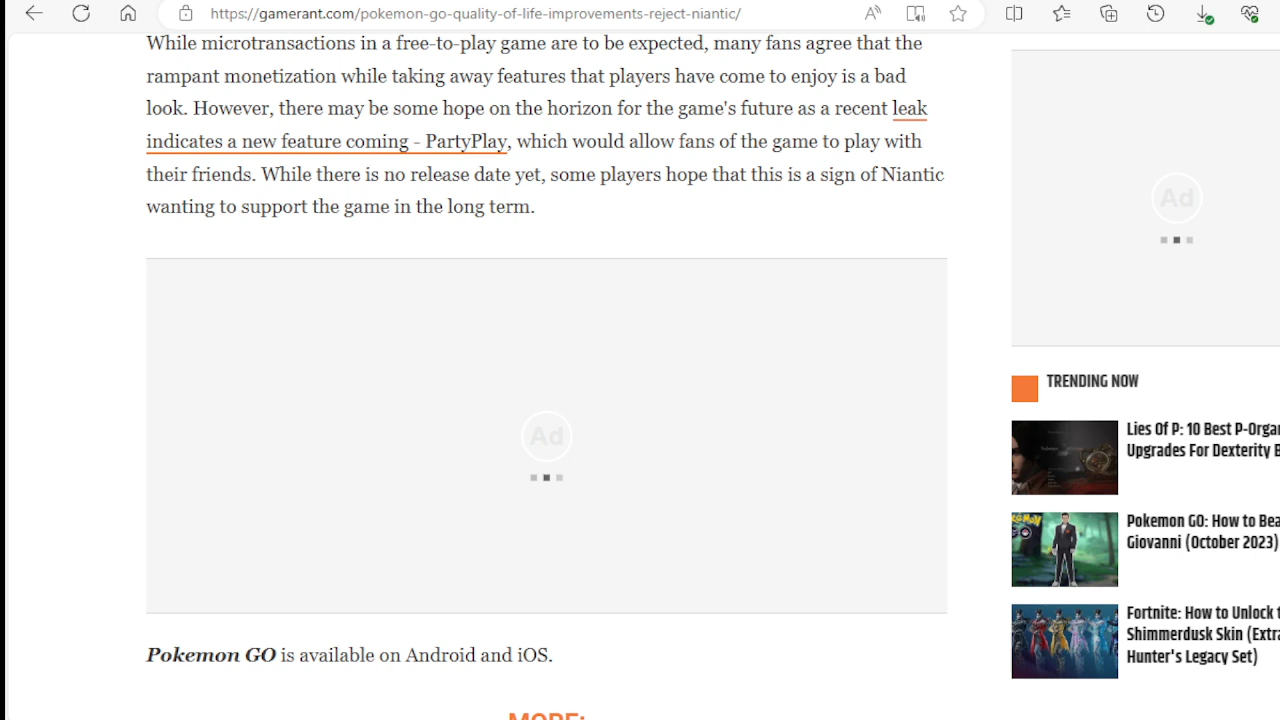 https://gamerant.com/pokemon-go-quality-of-life-improvements-reject-niantic/
While microtransactions in a free-to-play game are to be expected, many fans agree that the
rampant monetization while taking away features that players have come to enjoy is a bad
look. However, there may be some hope on the horizon for the game's future as a recent leak
indicates a new feature coming - PartyPlay, which would allow fans of the game to play with
their friends. While there is no release date yet, some players hope that this is a sign of Niantic
wanting to support the game in the long term.
Ad
Pokemon GO is available on Android and iOS.
MORE:
Ad
TRENDING NOW
Lies Of P: 10 Best P-Orga
Upgrades For Dexterity B
Pokemon GO: How to Bea
Giovanni (October 2023)
Fortnite: How to Unlock t
Shimmerdusk Skin (Extra
Hunter's Legacy Set)